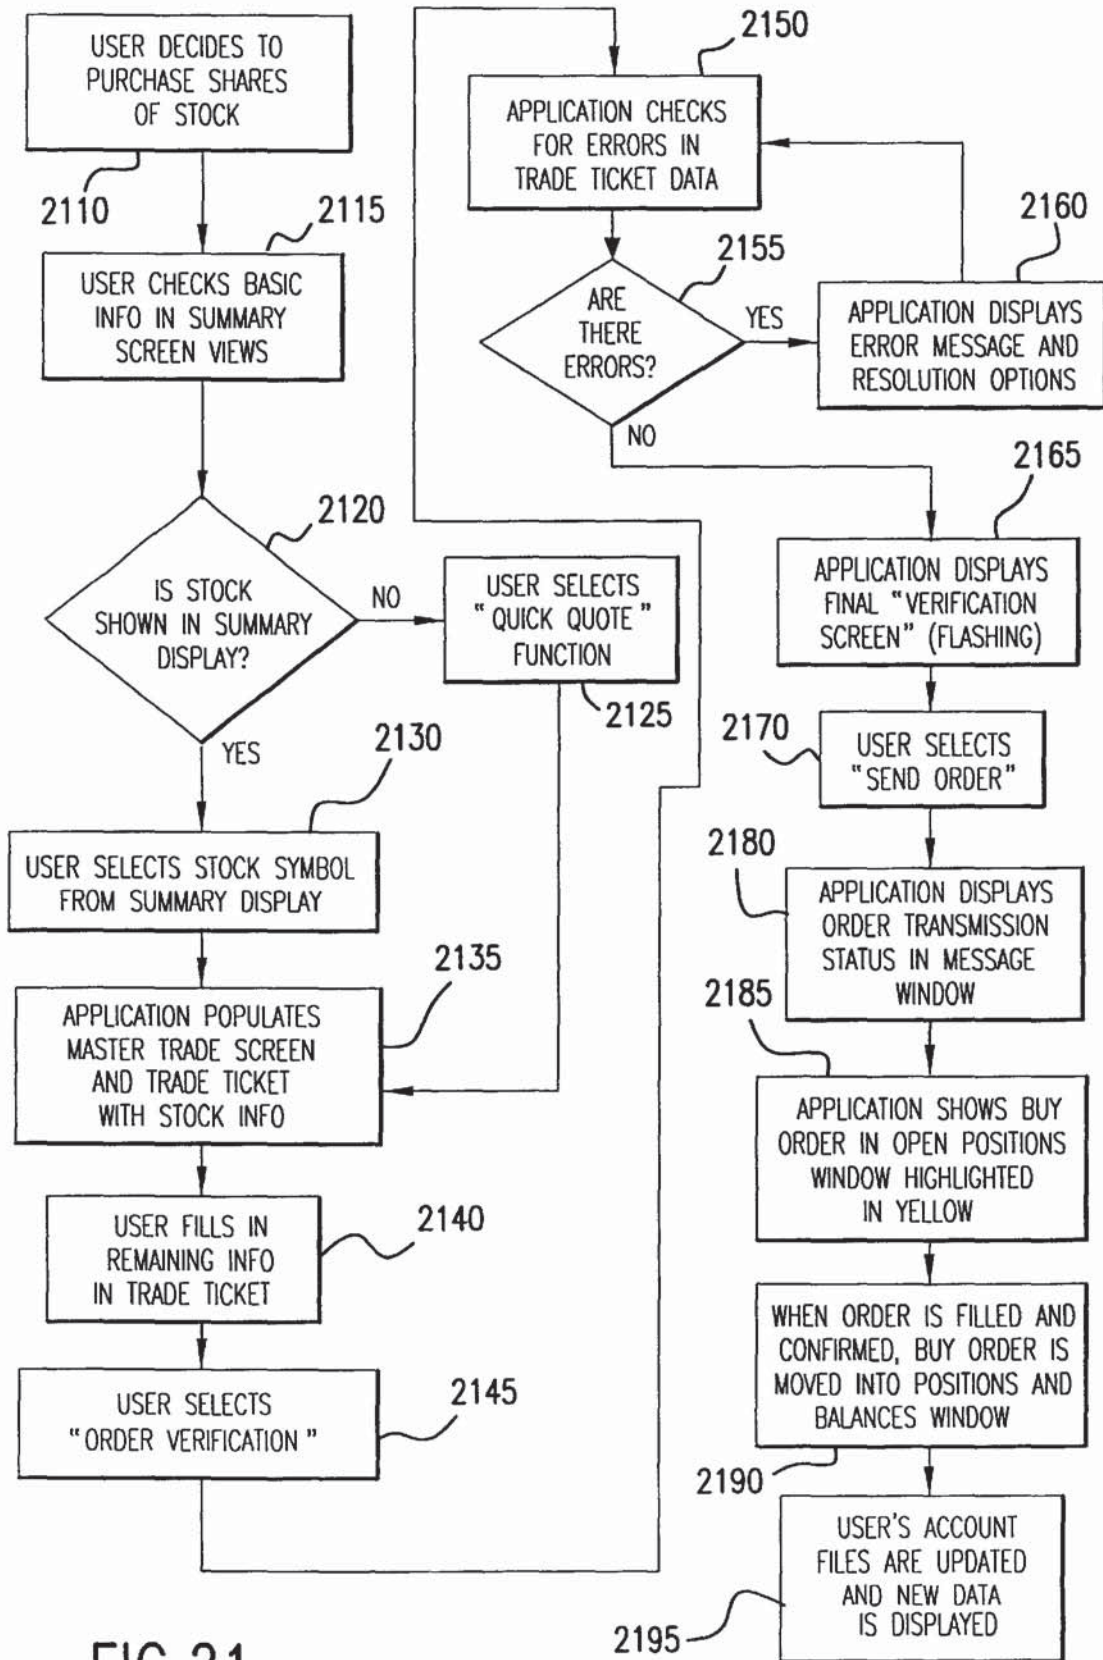 USER DECIDES TO
PURCHASE SHARES
OF STOCK
2110
2115
USER CHECKS BASIC
INFO IN SUMMARY
SCREEN VIEWS
2120
IS STOCK
SHOWN IN SUMMARY
DISPLAY?
NO
USER SELECTS
"QUICK QUOTE"
FUNCTION
2125
YES
2130
USER SELECTS STOCK SYMBOL
FROM SUMMARY DISPLAY
2135
APPLICATION POPULATES
MASTER TRADE SCREEN
AND TRADE TICKET
WITH STOCK INFO
2140
USER FILLS IN
REMAINING INFO
IN TRADE TICKET
2145
USER SELECTS
"ORDER VERIFICATION"
2150
APPLICATION CHECKS
FOR ERRORS IN
TRADE TICKET DATA
2155
ARE
THERE
ERRORS?
YES
2160
APPLICATION DISPLAYS
ERROR MESSAGE AND
RESOLUTION OPTIONS
NO
2165
APPLICATION DISPLAYS
FINAL "VERIFICATION
SCREEN" (FLASHING)
2170
USER SELECTS
"SEND ORDER"
2180
APPLICATION DISPLAYS
ORDER TRANSMISSION
STATUS IN MESSAGE
WINDOW
2185
APPLICATION SHOWS BUY
ORDER IN OPEN POSITIONS
WINDOW HIGHLIGHTED
IN YELLOW
WHEN ORDER IS FILLED AND
CONFIRMED, BUY ORDER IS
MOVED INTO POSITIONS AND
BALANCES WINDOW
2190
USER'S ACCOUNT
FILES ARE UPDATED
AND NEW DATA
IS DISPLAYED
2195
FIG. 21